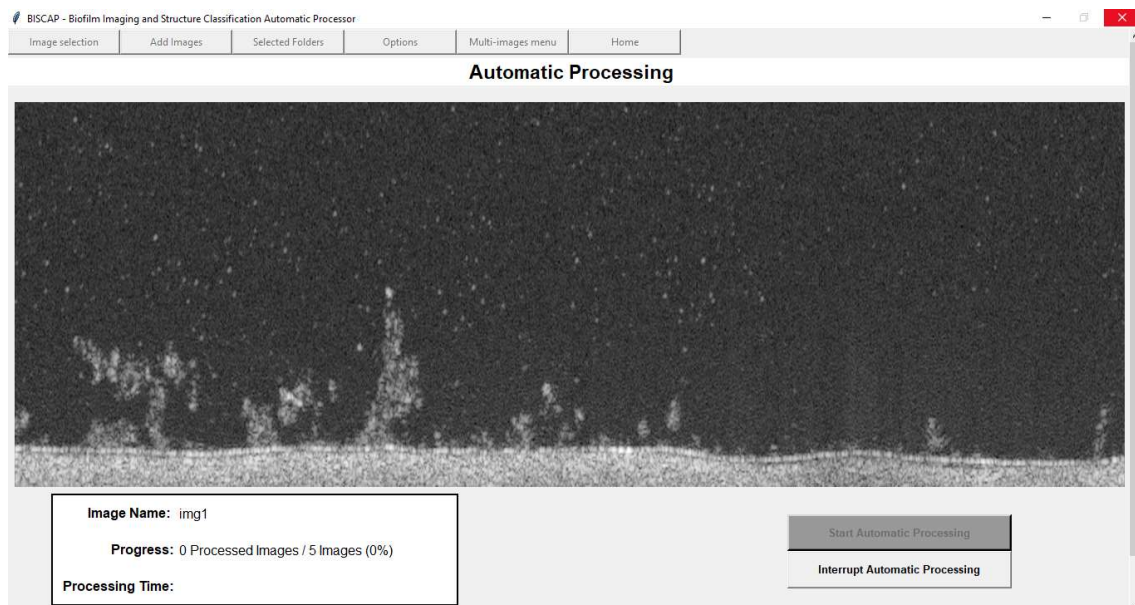 BISCAP - Biofilm Imaging and Structure Classification Automatic Processor
Image selection Add Images Selected Folders Options Multi-images menu Home
Automatic Processing
Image Name: img1
Progress: 0 Processed Images / 5 Images (0%)
Processing Time:
Start Automatic Processing
Interrupt Automatic Processing